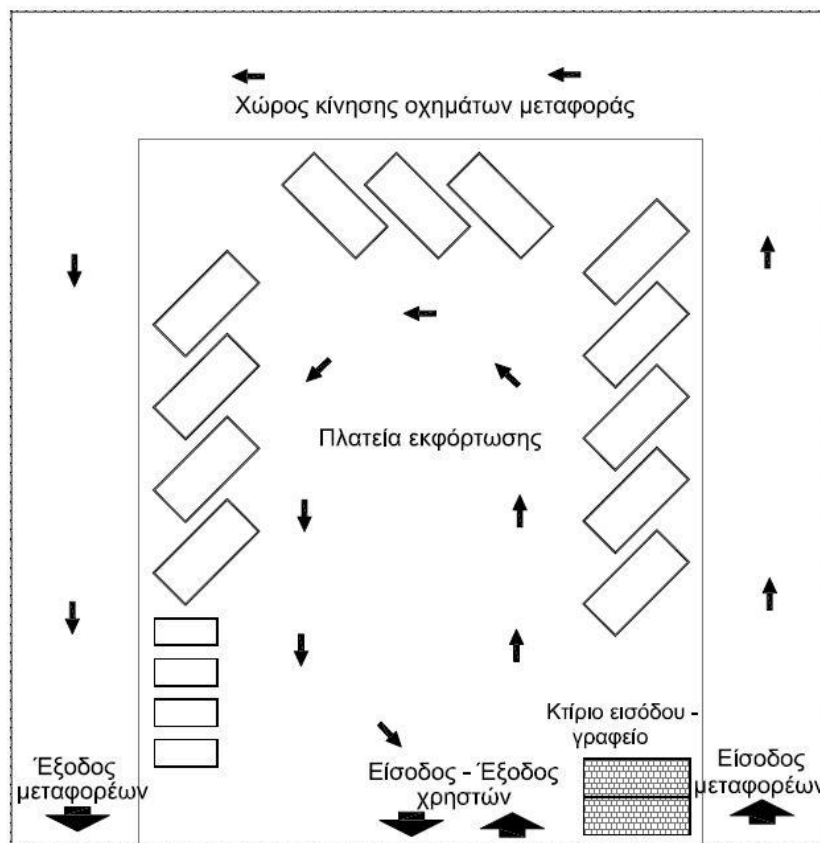 Χώρος κίνησης οχημάτων μεταφοράς
Πλατεία εκφόρτωσης
Κτίριο εισόδου -
γραφείο
Έξοδος
μεταφορέων
Είσοδος - Έξοδος
χρηστών
Είσοδος
μεταφορέων